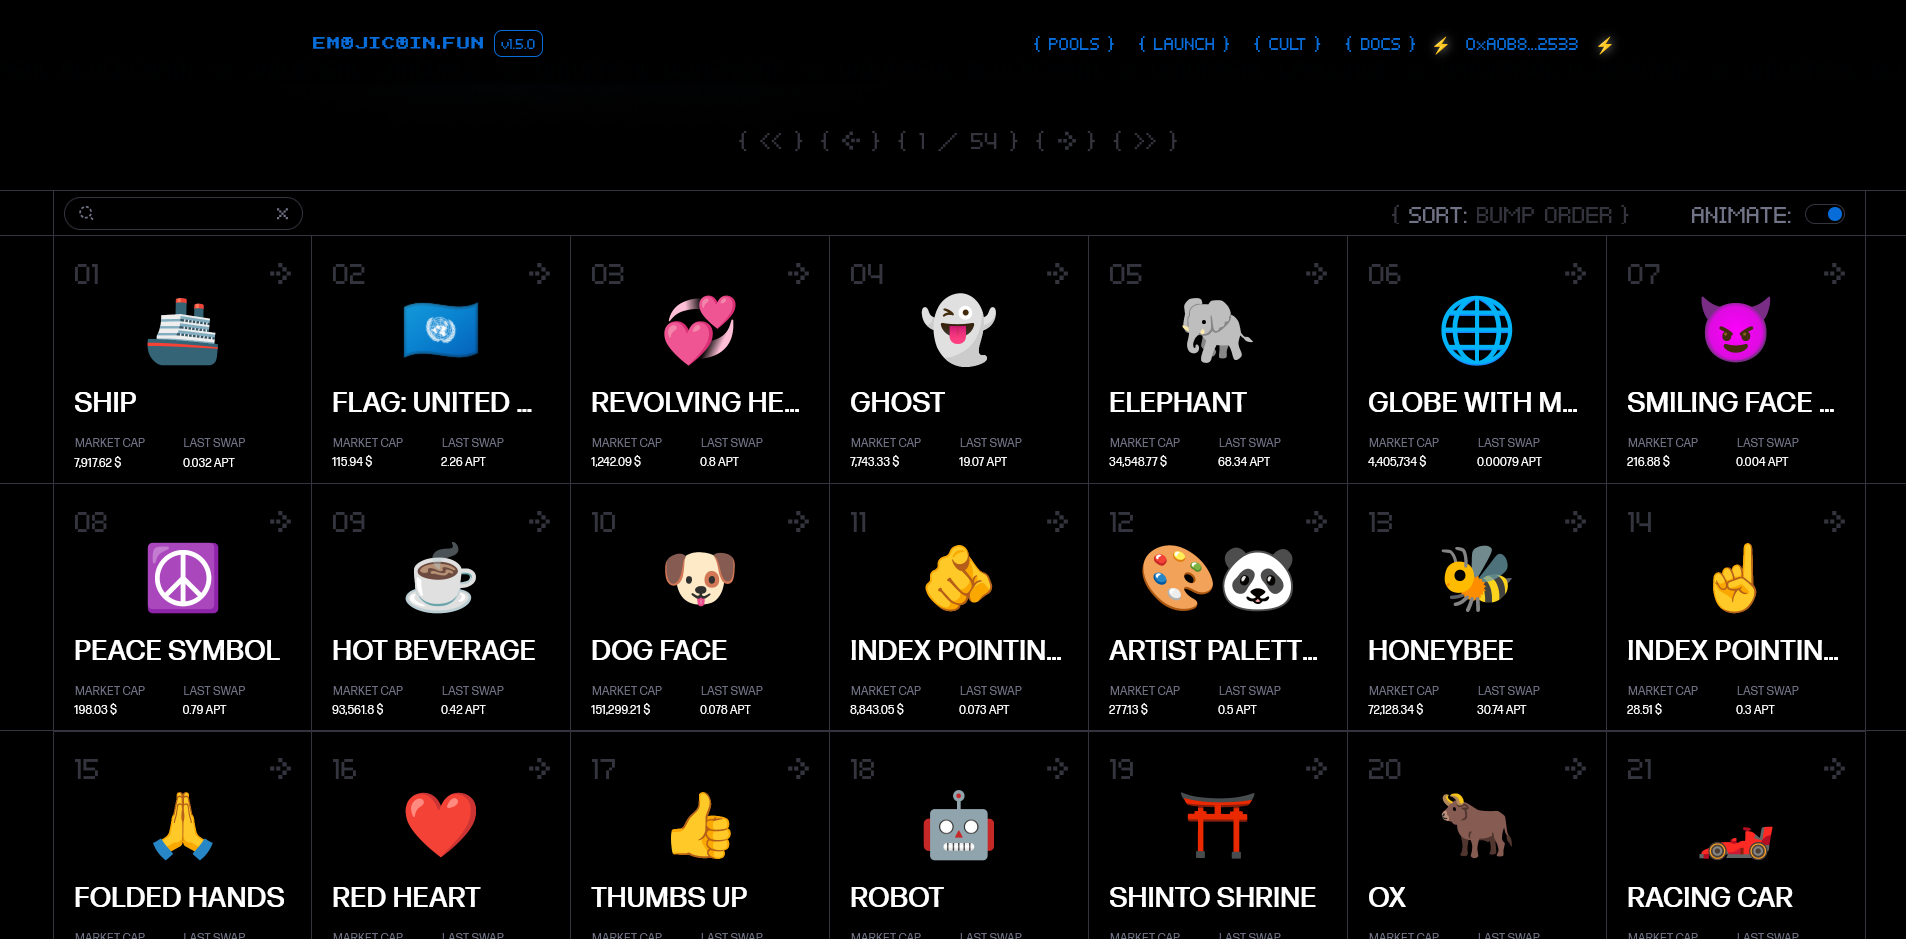 EMOJICOIN.FUN v1.5.0
{ POOLS } { LAUNCH } { CULT } { DOCS } ⚡ 0xA0B8...2533 ⚡
{ << } { } { 1 / 54 } { } { >> }
{ SORT: BUMP ORDER } ANIMATE:
01 02 03 04 05 06 07
SHIP FLAG: UNITED ... REVOLVING HE... GHOST ELEPHANT GLOBE WITH M... SMILING FACE ...
MARKET CAP LAST SWAP MARKET CAP LAST SWAP MARKET CAP LAST SWAP MARKET CAP LAST SWAP MARKET CAP LAST SWAP MARKET CAP LAST SWAP MARKET CAP LAST SWAP
7,917.62 $ 0.032 APT 115.94 $ 2.26 APT 1,242.09 $ 0.8 APT 7,743.33 $ 19.07 APT 34,548.77 $ 68.34 APT 4,405,734 $ 0.00079 APT 216.88 $ 0.004 APT
08 09 10 11 12 13 14
PEACE SYMBOL HOT BEVERAGE DOG FACE INDEX POINTIN... ARTIST PALETT... HONEYBEE INDEX POINTIN...
MARKET CAP LAST SWAP MARKET CAP LAST SWAP MARKET CAP LAST SWAP MARKET CAP LAST SWAP MARKET CAP LAST SWAP MARKET CAP LAST SWAP MARKET CAP LAST SWAP
198.03 $ 0.79 APT 93,561.8 $ 0.42 APT 151,299.21 $ 0.078 APT 8,843.05 $ 0.073 APT 277.13 $ 0.5 APT 72,128.34 $ 30.74 APT 28.51 $ 0.3 APT
15 16 17 18 19 20 21
FOLDED HANDS RED HEART THUMBS UP ROBOT SHINTO SHRINE OX RACING CAR
MARKET CAP LAST SWAP MARKET CAP LAST SWAP MARKET CAP LAST SWAP MARKET CAP LAST SWAP MARKET CAP LAST SWAP MARKET CAP LAST SWAP MARKET CAP LAST SWAP